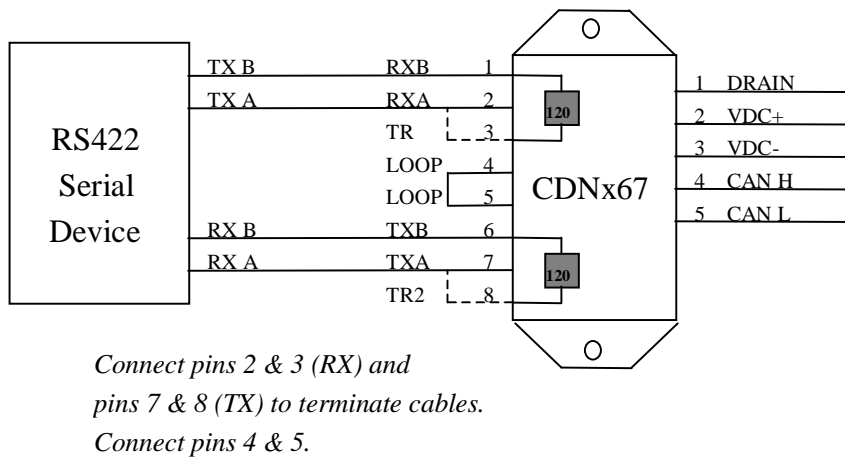 TX B RXB 1
TX A RXA 2
TR 3
LOOP 4
LOOP 5
RX B TXB 6
RX A TXA 7
TR2 8
RS422
Serial
Device
120
120
CDNx67
1 DRAIN
2 VDC+
3 VDC-
4 CAN H
5 CAN L
Connect pins 2 & 3 (RX) and
pins 7 & 8 (TX) to terminate cables.
Connect pins 4 & 5.